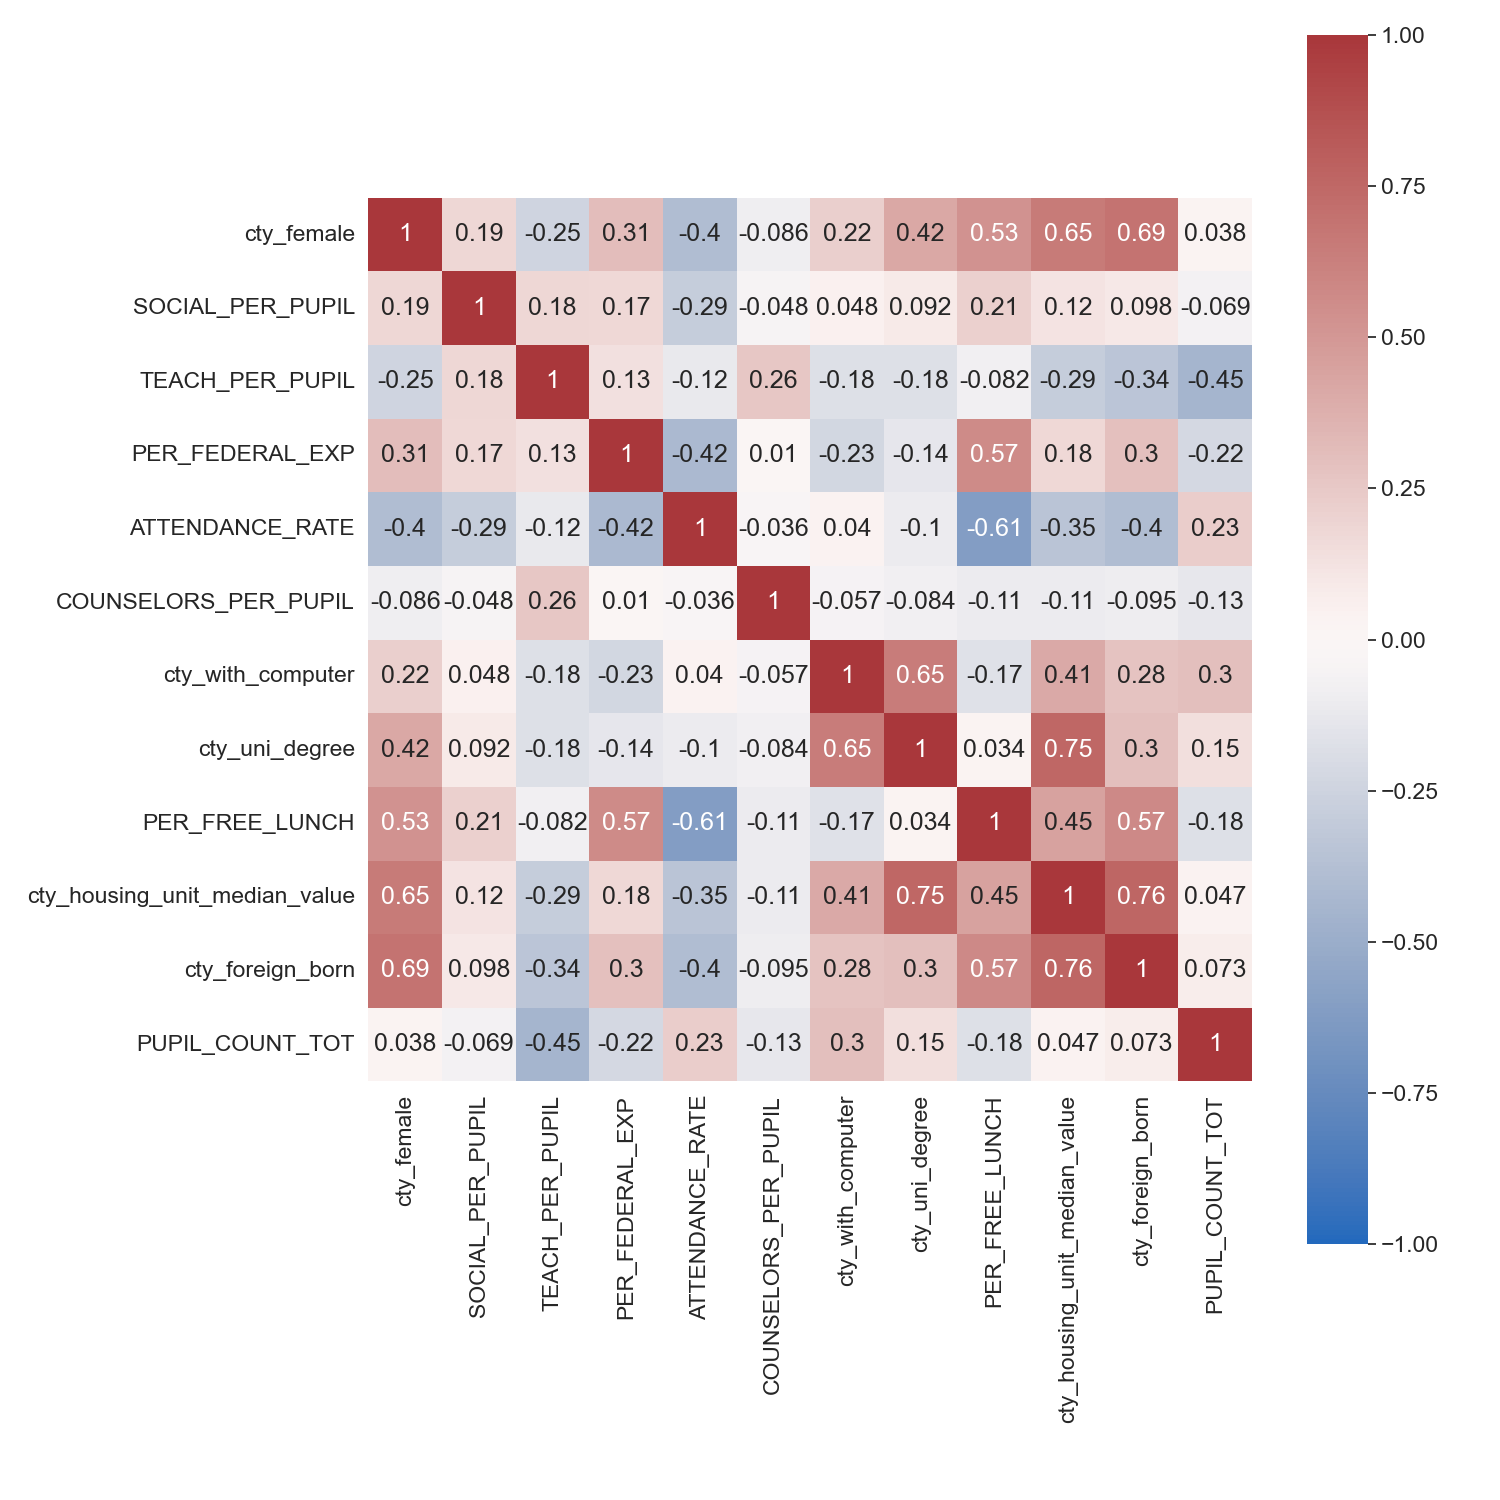 cty_female 1 0.19 -0.25 0.31 -0.4 -0.086 0.22 0.42 0.53 0.65 0.69 0.038
SOCIAL_PER_PUPIL 0.19 1 0.18 0.17 -0.29 -0.048 0.048 0.092 0.21 0.12 0.098 -0.069
TEACH_PER_PUPIL -0.25 0.18 1 0.13 -0.12 0.26 -0.18 -0.18 -0.082 -0.29 -0.34 -0.45
PER_FEDERAL_EXP 0.31 0.17 0.13 1 -0.42 0.01 -0.23 -0.14 0.57 0.18 0.3 -0.22
ATTENDANCE_RATE -0.4 -0.29 -0.12 -0.42 1 -0.036 0.04 -0.1 -0.61 -0.35 -0.4 0.23
COUNSELORS_PER_PUPIL -0.086 -0.048 0.26 0.01 -0.036 1 -0.057 -0.084 -0.11 -0.11 -0.095 -0.13
cty_with_computer 0.22 0.048 -0.18 -0.23 0.04 -0.057 1 0.65 -0.17 0.41 0.28 0.3
cty_uni_degree 0.42 0.092 -0.18 -0.14 -0.1 -0.084 0.65 1 0.034 0.75 0.3 0.15
PER_FREE_LUNCH 0.53 0.21 -0.082 0.57 -0.61 -0.11 -0.17 0.034 1 0.45 0.57 -0.18
cty_housing_unit_median_value 0.65 0.12 -0.29 0.18 -0.35 -0.11 0.41 0.75 0.45 1 0.76 0.047
cty_foreign_born 0.69 0.098 -0.34 0.3 -0.4 -0.095 0.28 0.3 0.57 0.76 1 0.073
PUPIL_COUNT_TOT 0.038 -0.069 -0.45 -0.22 0.23 -0.13 0.3 0.15 -0.18 0.047 0.073 1
cty_female
SOCIAL_PER_PUPIL
TEACH_PER_PUPIL
PER_FEDERAL_EXP
ATTENDANCE_RATE
COUNSELORS_PER_PUPIL
cty_with_computer
cty_uni_degree
PER_FREE_LUNCH
cty_housing_unit_median_value
cty_foreign_born
PUPIL_COUNT_TOT
1.00
0.75
0.50
0.25
0.00
−0.25
−0.50
−0.75
−1.00